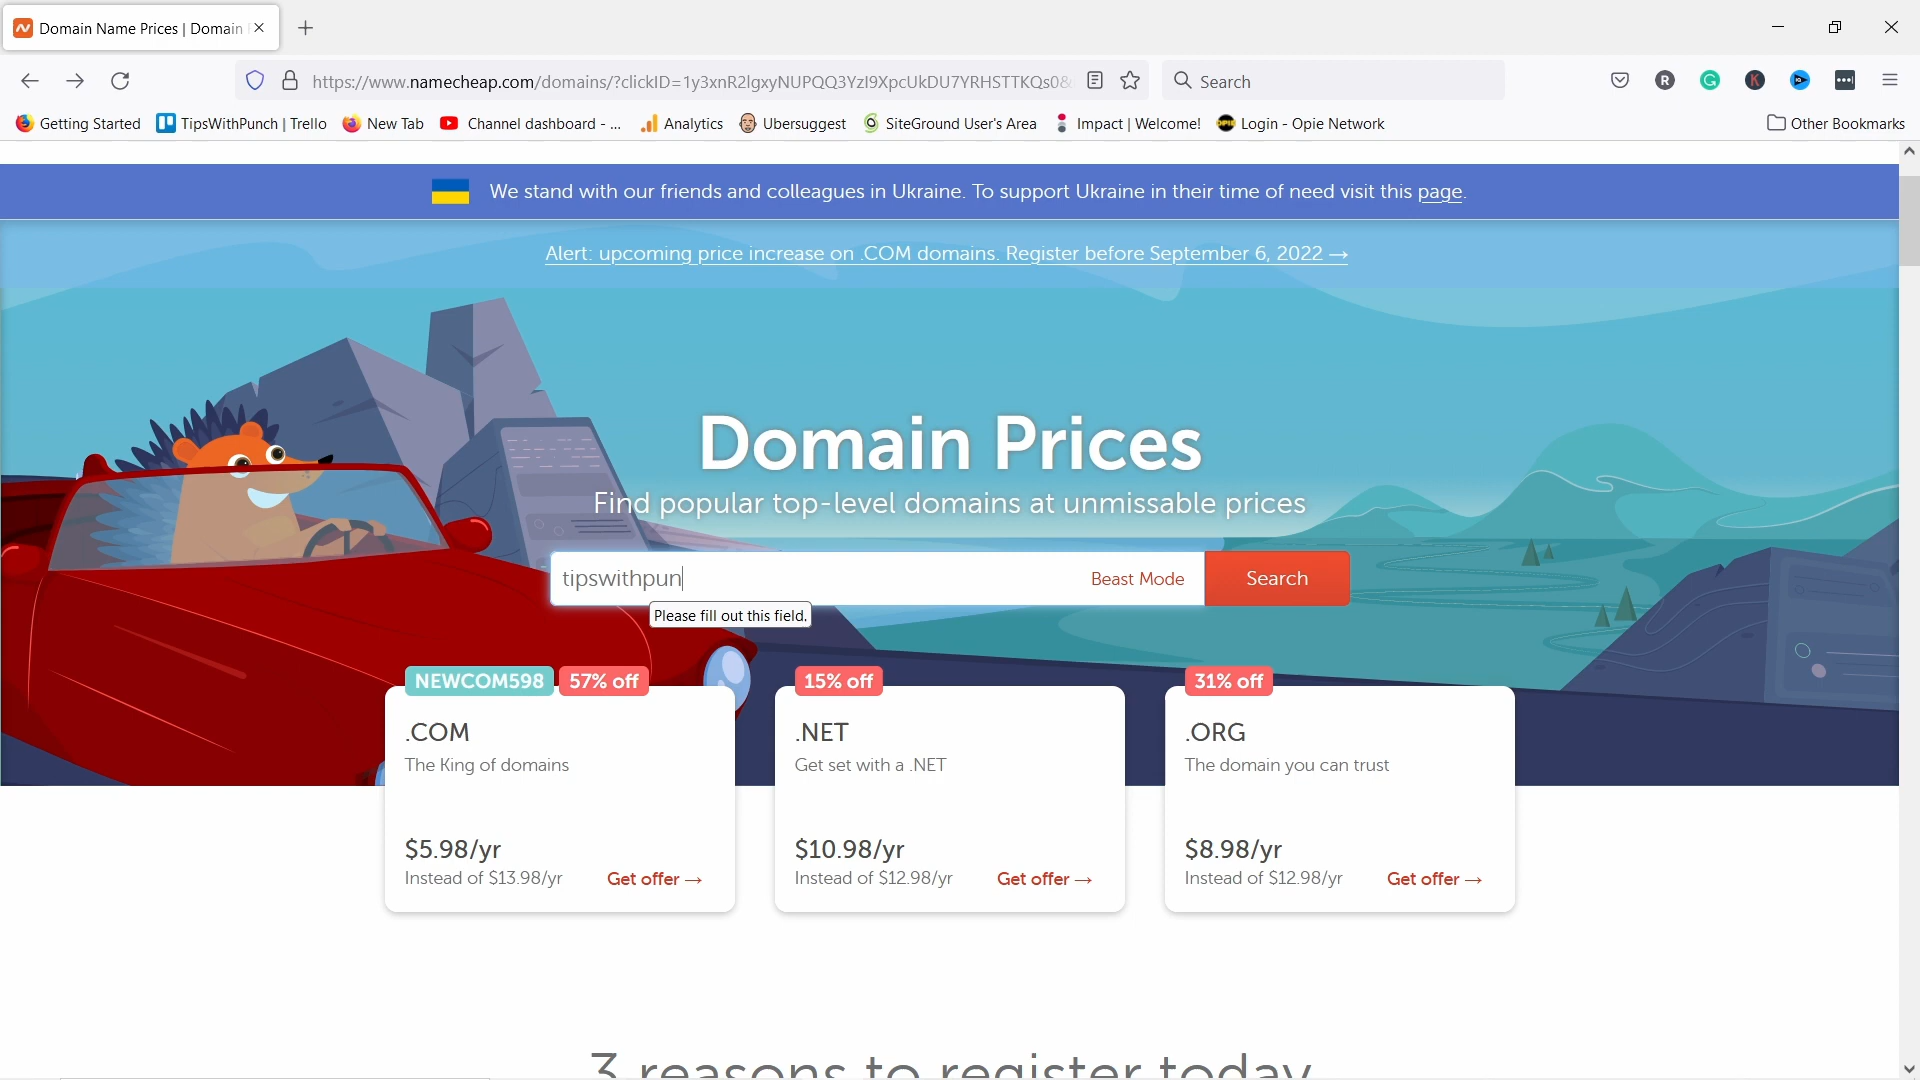 Domain Name Prices | Domain
https://www.namecheap.com/domains/?clickID=1y3xnR2lgxyNUPQQ3YzI9XpcUkDU7YRHSTTKQs0&
Search
Getting Started
TipsWithPunch | Trello
New Tab
Channel dashboard - ...
Analytics
Ubersuggest
SiteGround User's Area
Impact | Welcome!
Login - Opie Network
Other Bookmarks
We stand with our friends and colleagues in Ukraine. To support Ukraine in their time of need visit this page.
Alert: upcoming price increase on .COM domains. Register before September 6, 2022 →
Domain Prices
Find popular top-level domains at unmissable prices
tipswithpun
Beast Mode
Search
Please fill out this field.
NEWCOM598 57% off
.COM
The King of domains
$5.98/yr
Instead of $13.98/yr
Get offer →
15% off
.NET
Get set with a .NET
$10.98/yr
Instead of $12.98/yr
Get offer →
31% off
.ORG
The domain you can trust
$8.98/yr
Instead of $12.98/yr
Get offer →
3 reasons to register today